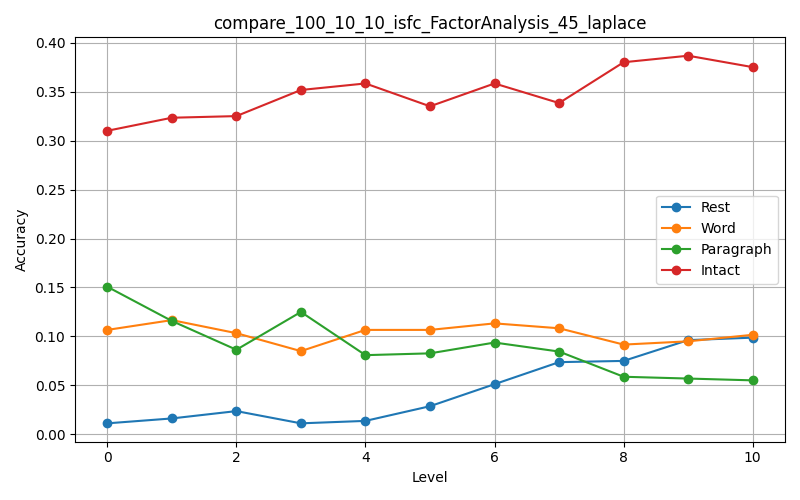 compare_100_10_10_isfc_FactorAnalysis_45_laplace
0.40
0.35
0.30
0.25
0.20
0.15
0.10
0.05
0.00
Accuracy
Rest
Word
Paragraph
Intact
0 2 4 6 8 10
Level